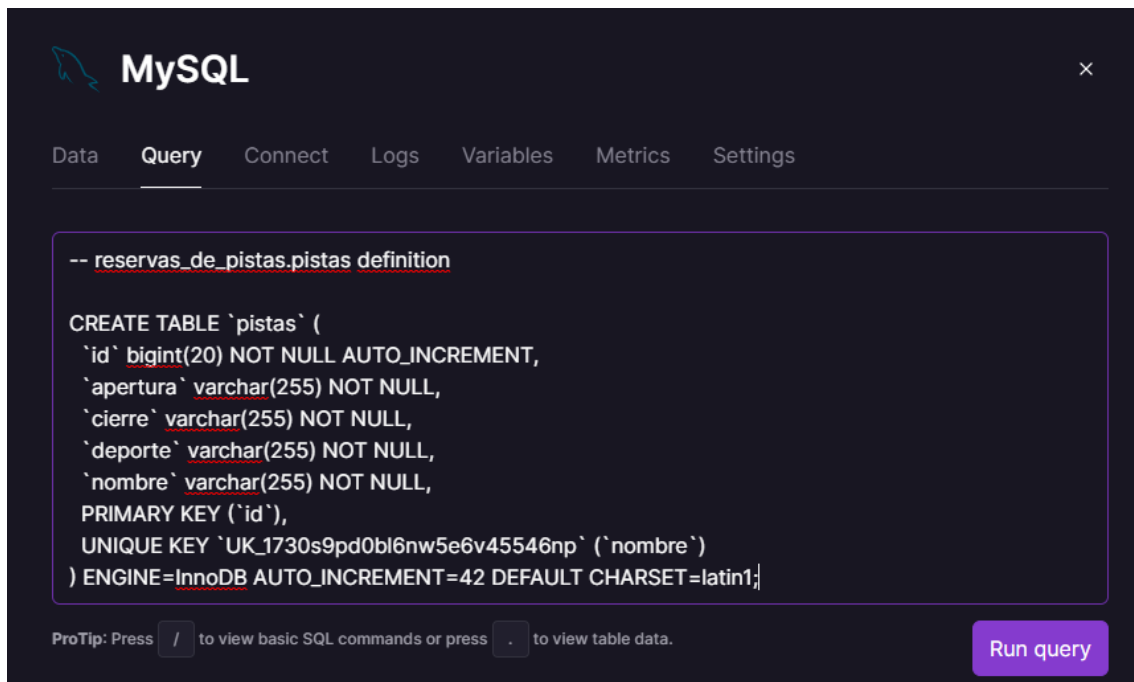 MySQL
×
Data Query Connect Logs Variables Metrics Settings
-- reservas_de_pistas.pistas definition
CREATE TABLE `pistas` (
`id` bigint(20) NOT NULL AUTO_INCREMENT,
`apertura` varchar(255) NOT NULL,
`cierre` varchar(255) NOT NULL,
`deporte` varchar(255) NOT NULL,
`nombre` varchar(255) NOT NULL,
PRIMARY KEY (`id`),
UNIQUE KEY `UK_1730s9pd0bl6nw5e6v45546np` (`nombre`)
) ENGINE=InnoDB AUTO_INCREMENT=42 DEFAULT CHARSET=latin1;
ProTip: Press / to view basic SQL commands or press . to view table data.
Run query